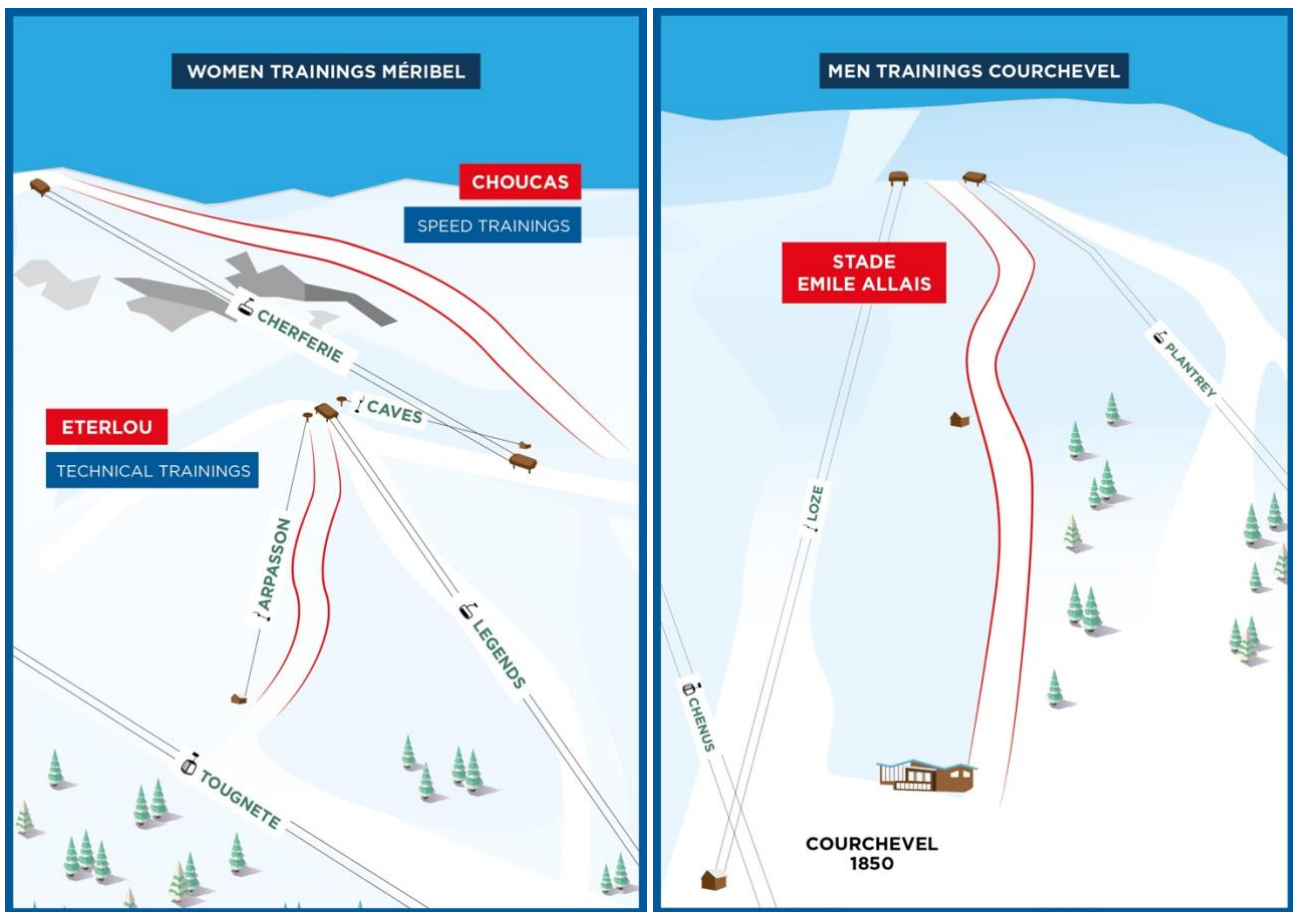 WOMEN TRAININGS MÉRIBEL
CHOUCAS
SPEED TRAININGS
CHERFERIE
CAVES
ETERLOU
TECHNICAL TRAININGS
ARPASSON
LEGENDS
TOUGNETE
MEN TRAININGS COURCHEVEL
STADE
EMILE ALLAIS
PLANTREY
LOZE
CHENUS
COURCHEVEL
1850